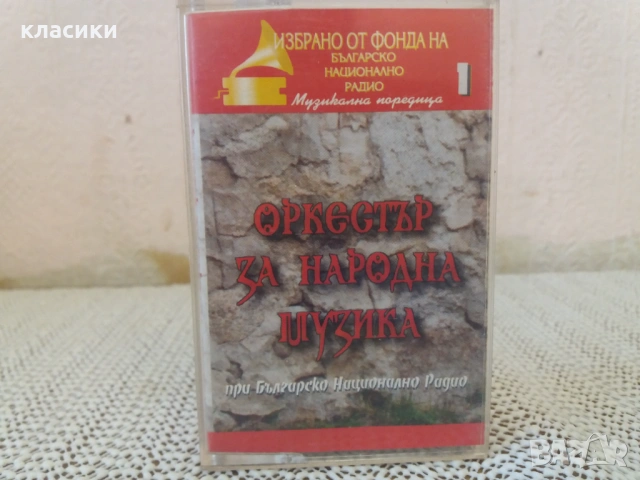 класики
ИЗБРАНО ОТ ФОНДА НА
БЪЛГАРСКО
НАЦИОНАЛНО
РАДИО
Музикална поредица
1
ОРКЕСТЪР
ЗА НАРОДНА
МУЗИКА
при Българско Национално Радио
BAZAR